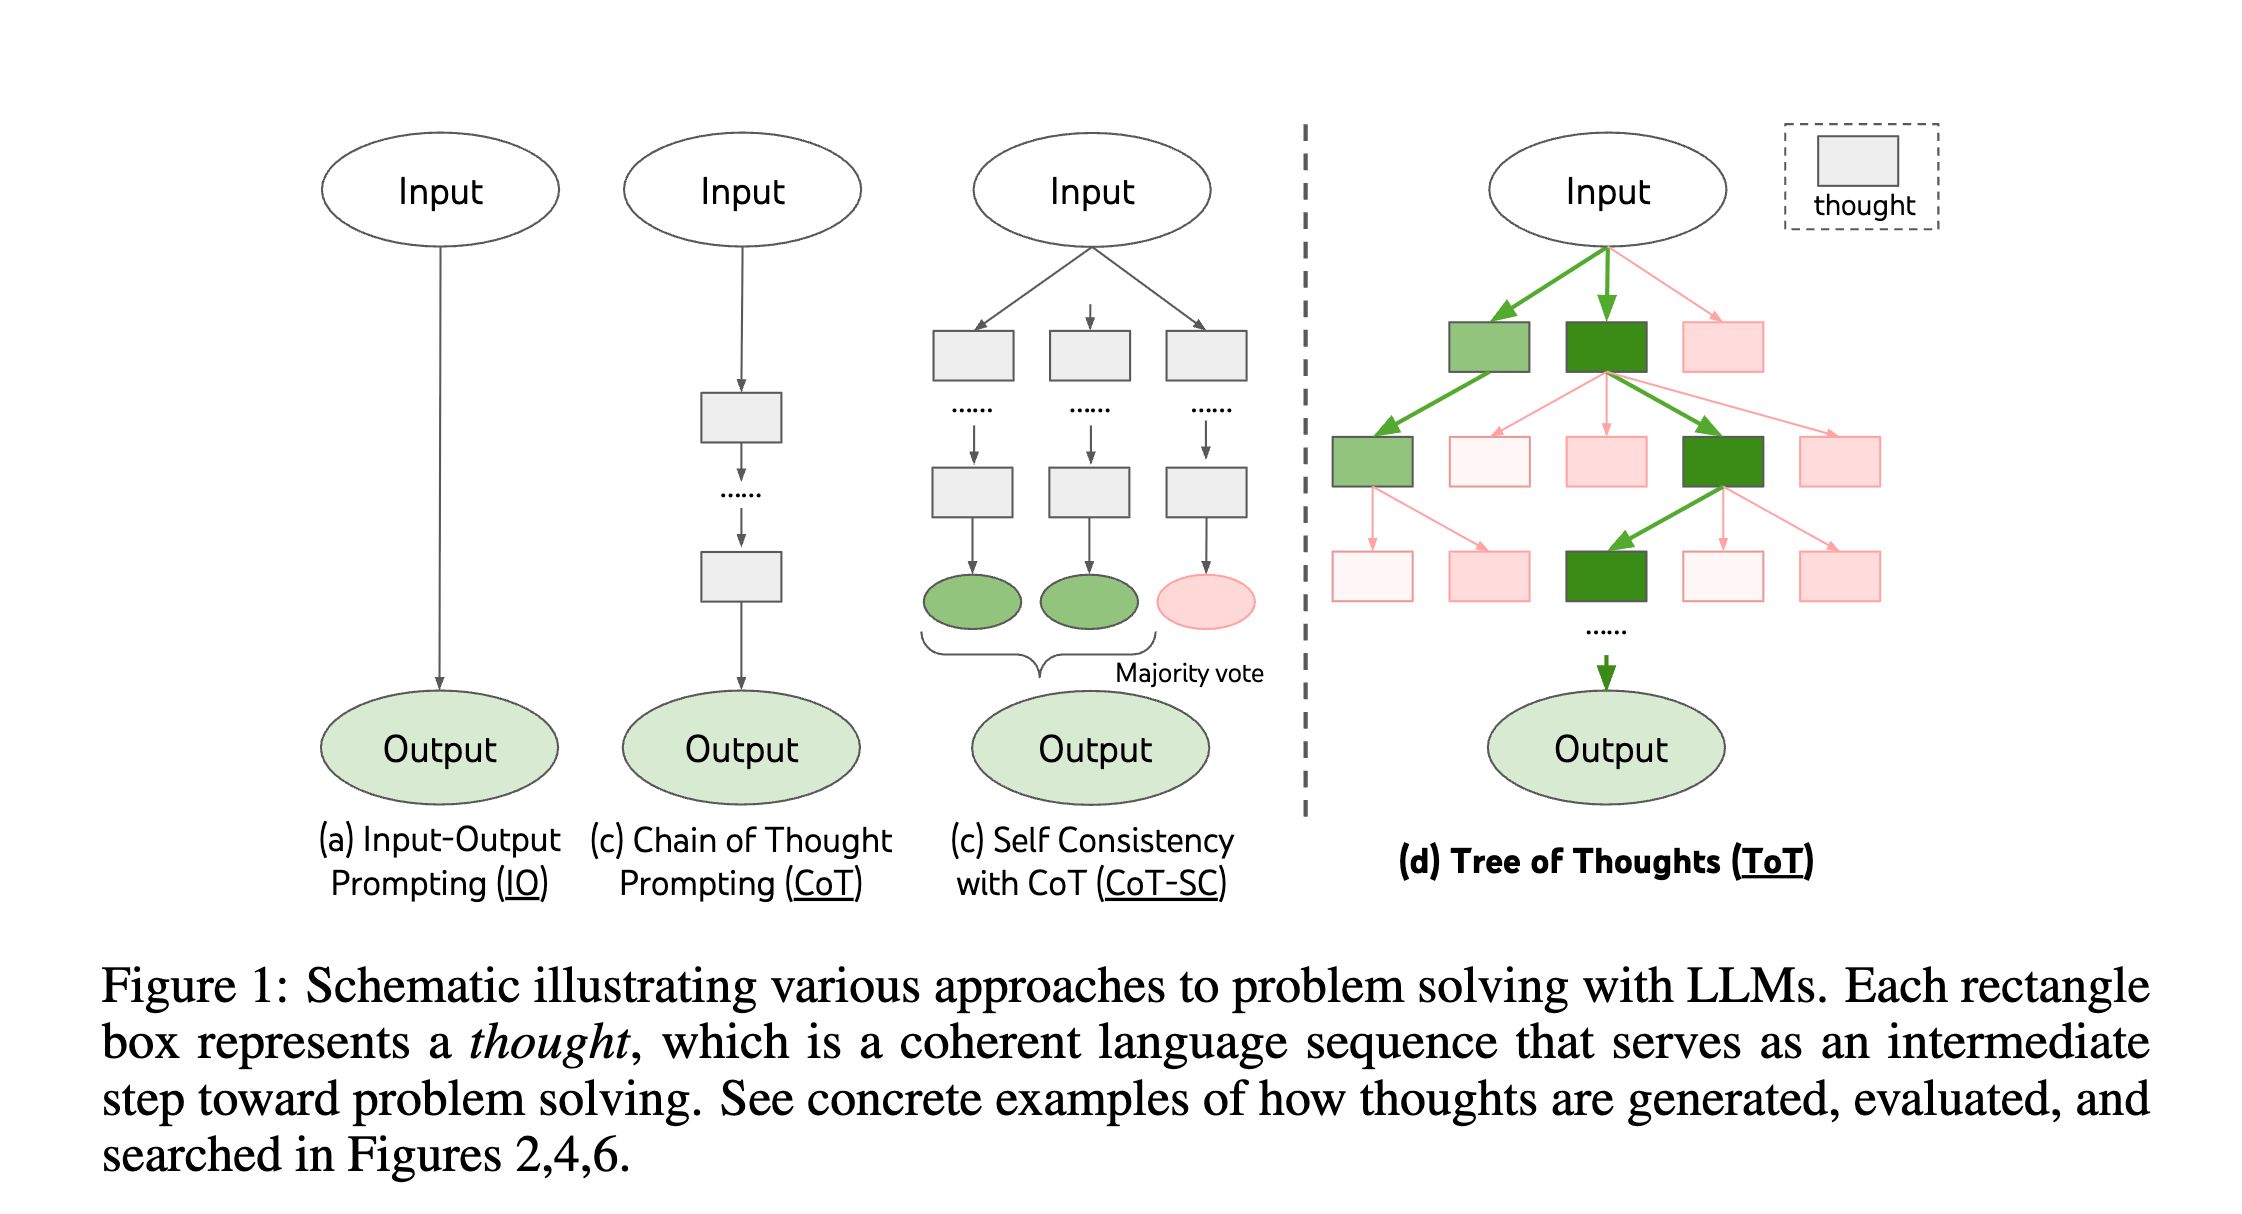 Input
Input
Input
Input
thought
......
......
......
......
......
Majority vote
Output
Output
Output
Output
(a) Input-Output
Prompting (IO)
(c) Chain of Thought
Prompting (CoT)
(c) Self Consistency
with CoT (CoT-SC)
(d) Tree of Thoughts (ToT)
Figure 1: Schematic illustrating various approaches to problem solving with LLMs. Each rectangle
box represents a thought, which is a coherent language sequence that serves as an intermediate
step toward problem solving. See concrete examples of how thoughts are generated, evaluated, and
searched in Figures 2,4,6.